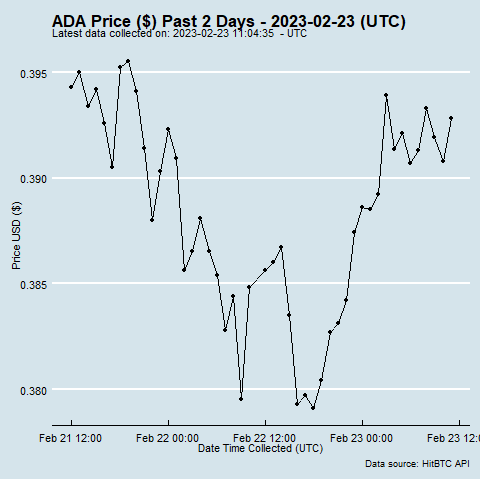 ADA Price ($) Past 2 Days - 2023-02-23 (UTC)
Latest data collected on: 2023-02-23 11:04:35 - UTC
0.395
0.390
0.385
0.380
Price USD ($)
Feb 21 12:00 Feb 22 00:00 Feb 22 12:00 Feb 23 00:00 Feb 23 12:
Date Time Collected (UTC)
Data source: HitBTC API